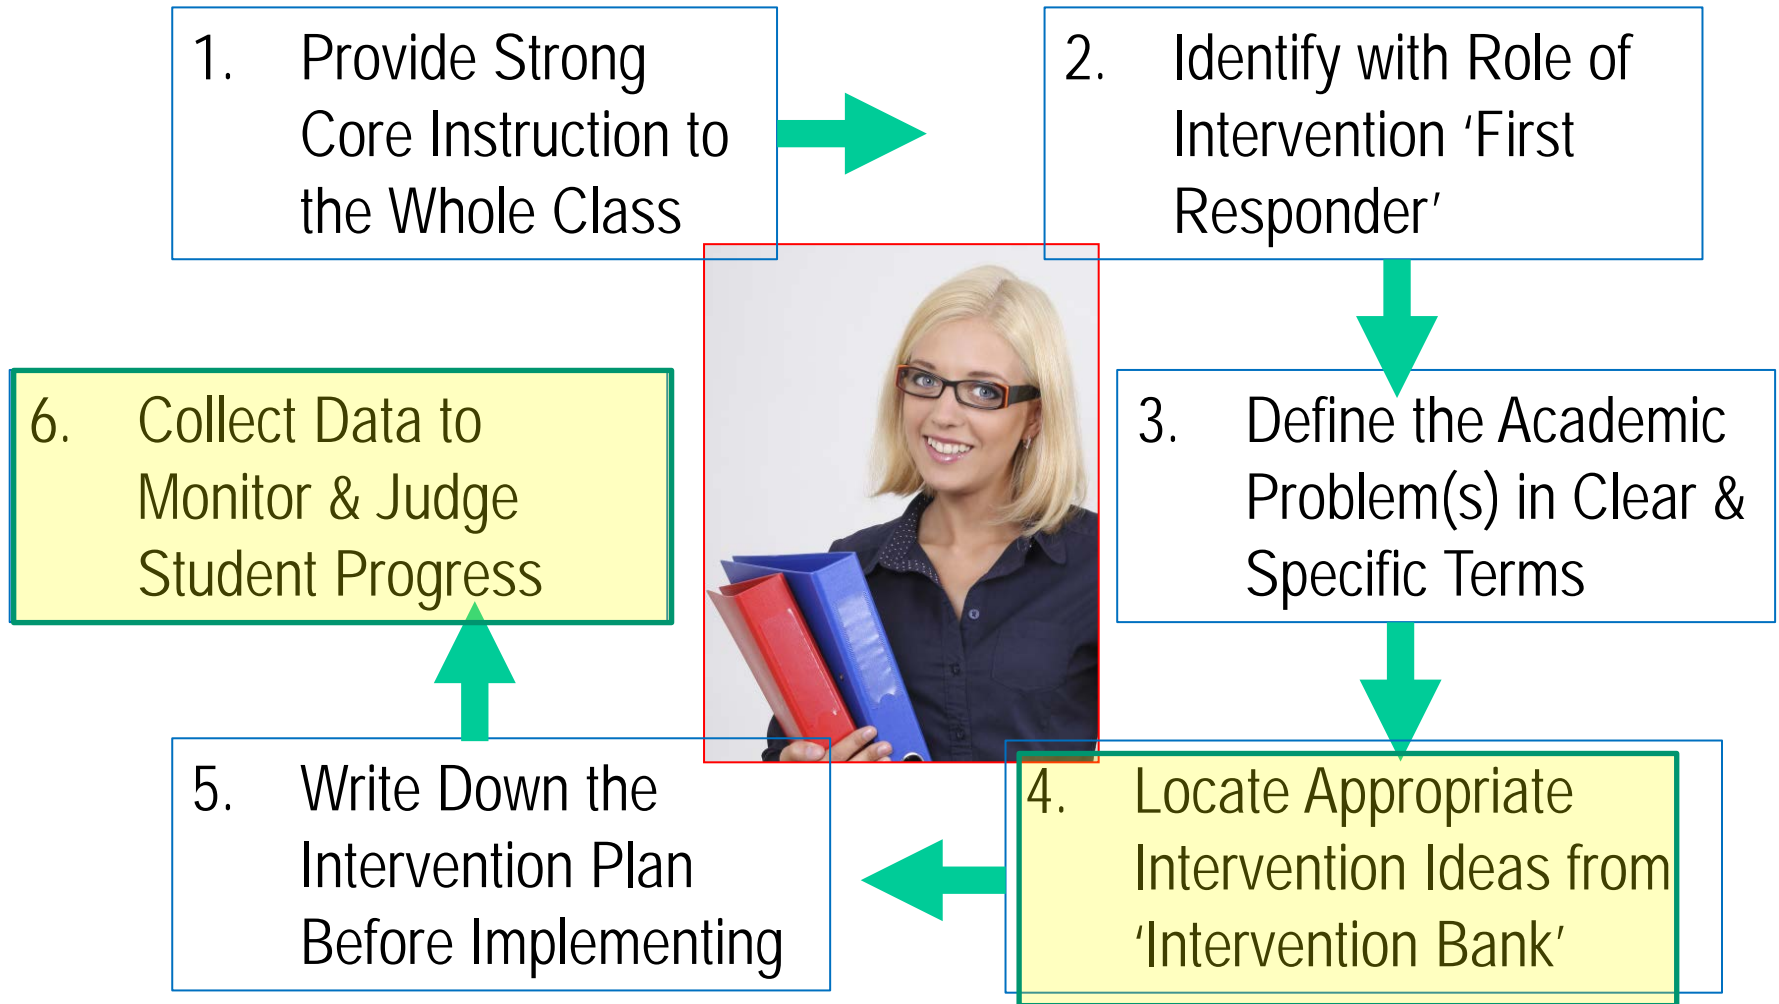 1. Provide Strong
Core Instruction to
the Whole Class
2. Identify with Role of
Intervention ‘First
Responder’
3. Define the Academic
Problem(s) in Clear &
Specific Terms
4. Locate Appropriate
Intervention Ideas from
‘Intervention Bank’
5. Write Down the
Intervention Plan
Before Implementing
6. Collect Data to
Monitor & Judge
Student Progress